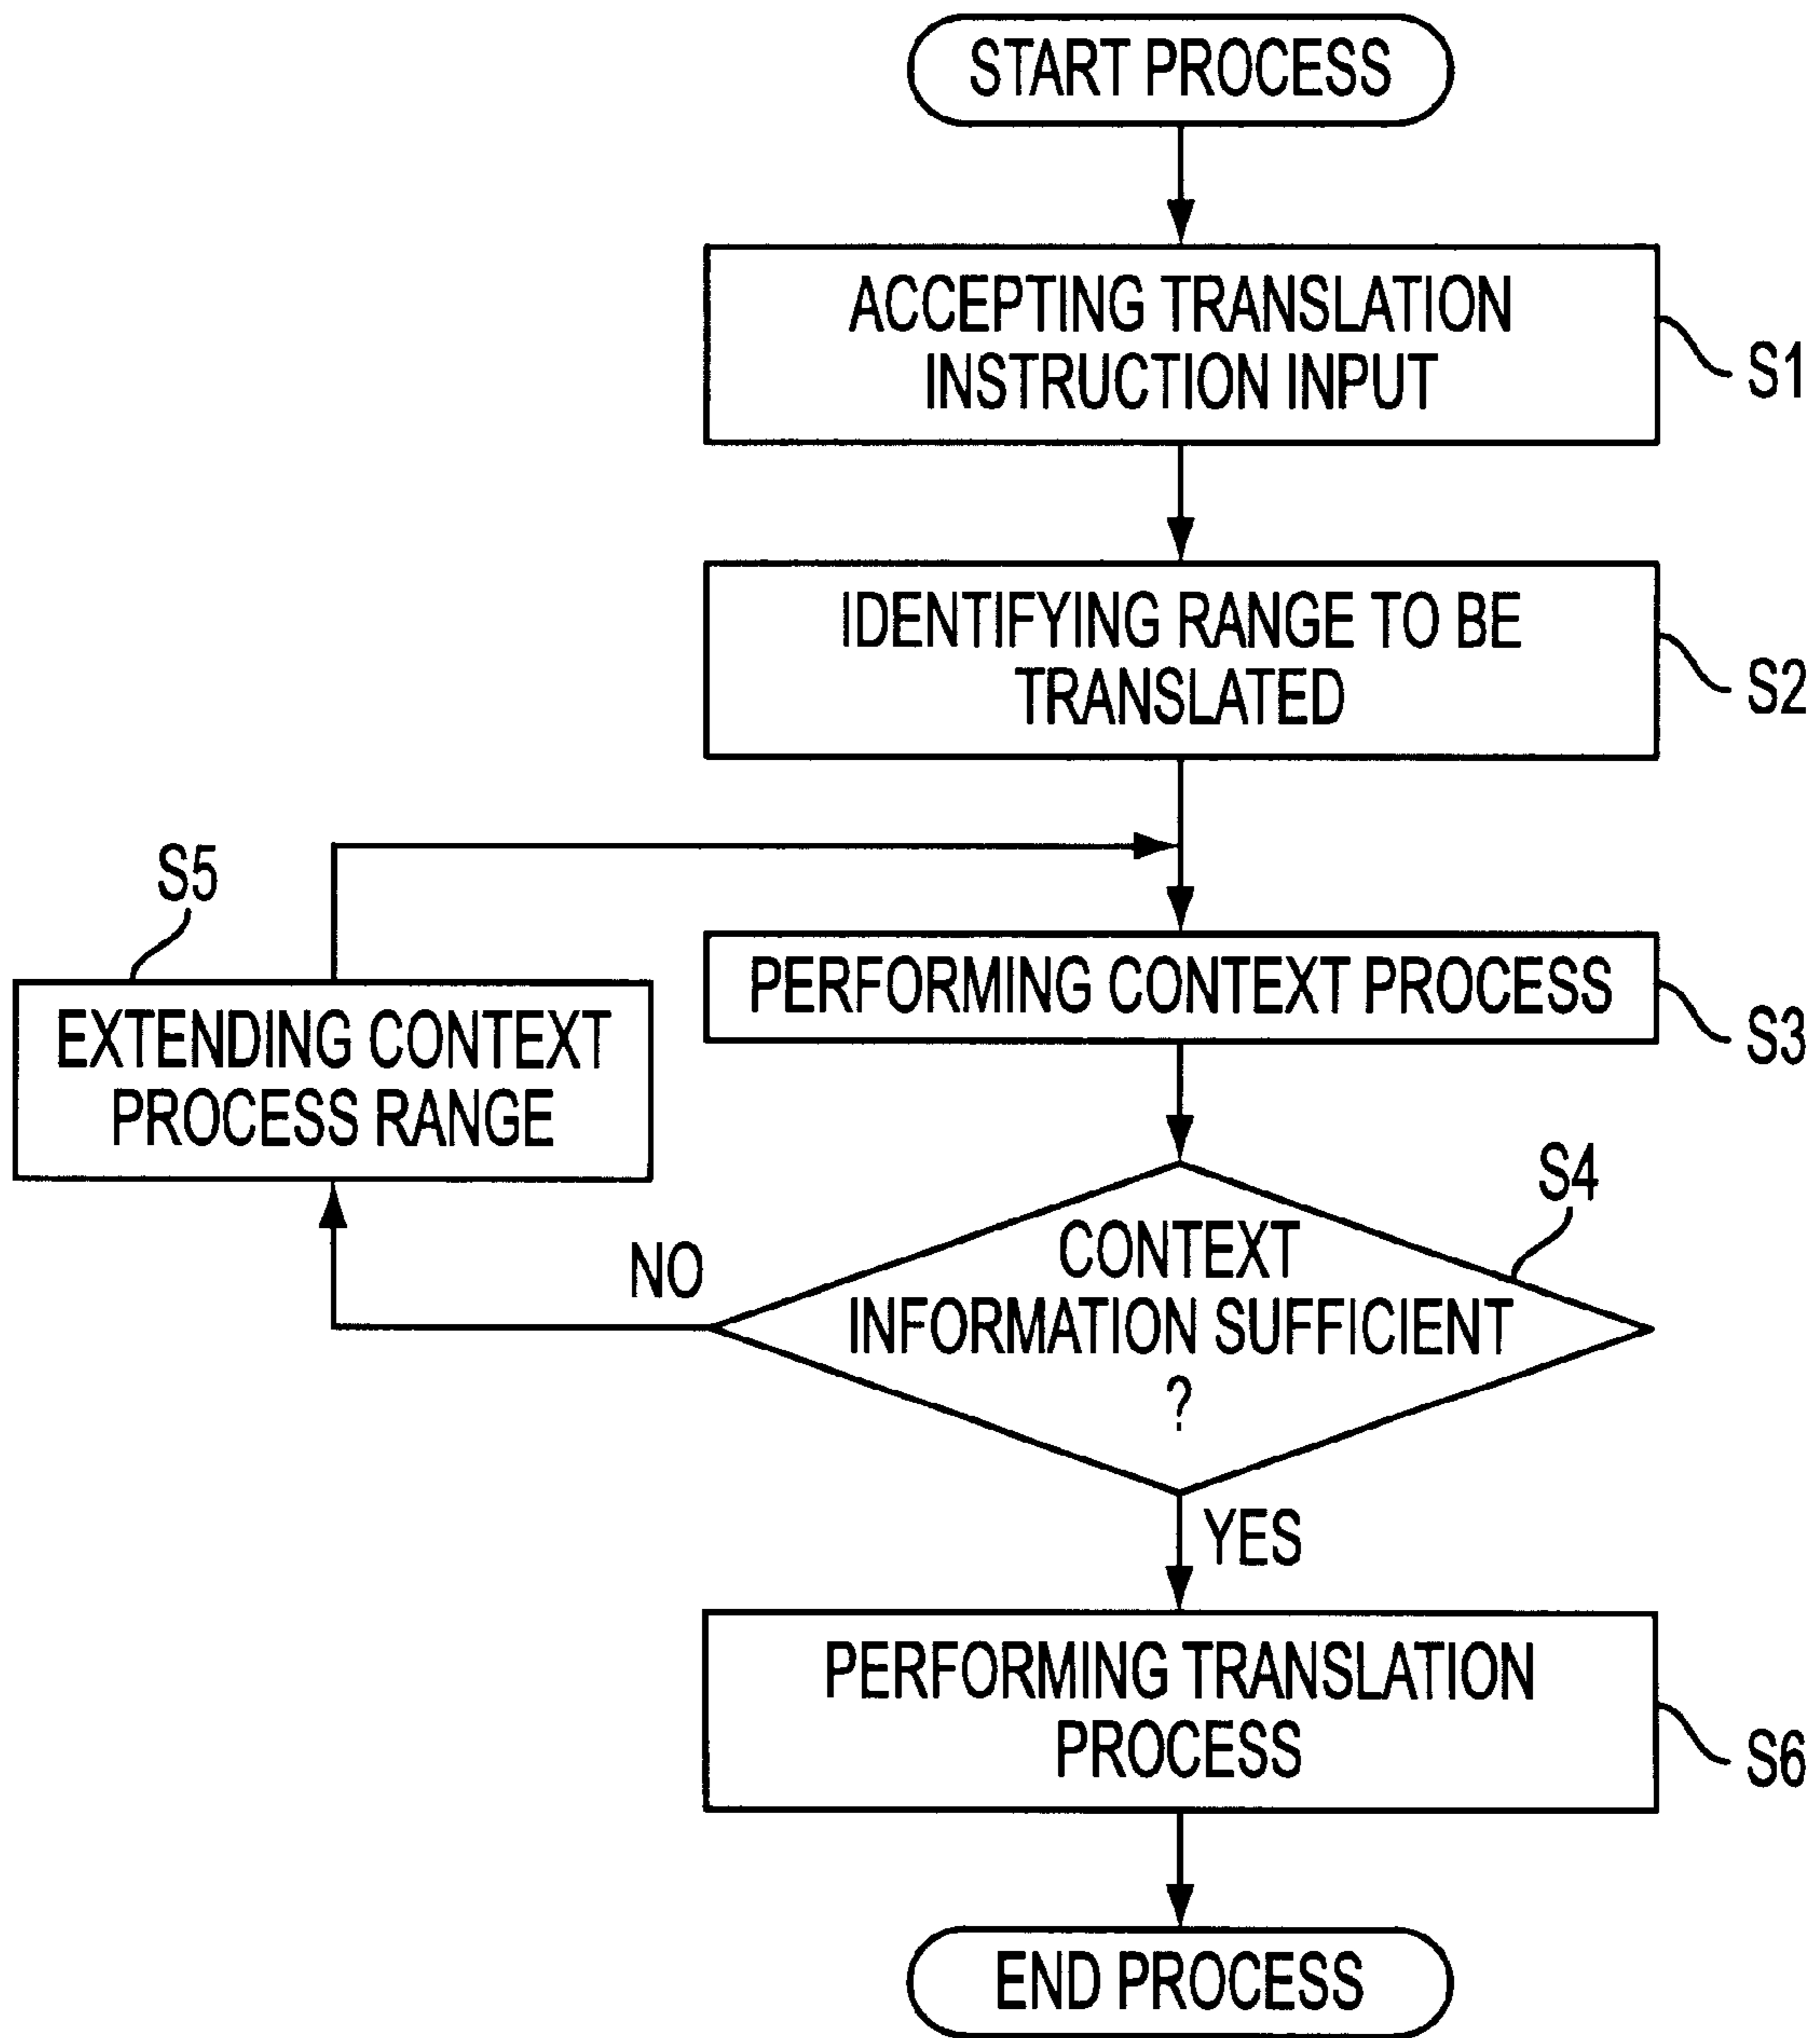 START PROCESS
ACCEPTING TRANSLATION
INSTRUCTION INPUT
S1
IDENTIFYING RANGE TO BE
TRANSLATED
S2
S5
EXTENDING CONTEXT
PROCESS RANGE
PERFORMING CONTEXT PROCESS
S3
S4
CONTEXT
INFORMATION SUFFICIENT
?
NO
YES
PERFORMING TRANSLATION
PROCESS
S6
END PROCESS